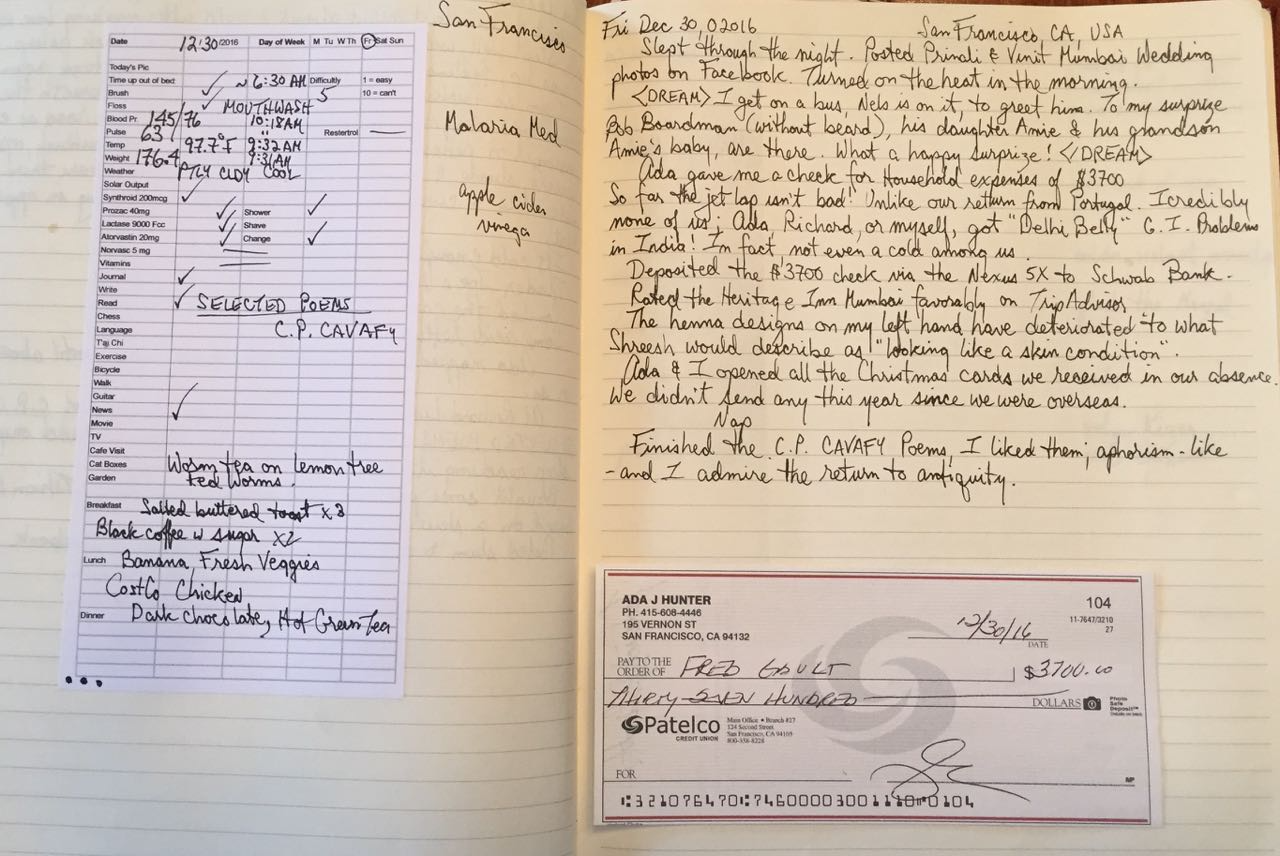 San Francisco
Malaria Med
apple cider
vinegar
Date 12/30/2016 Day of Week M Tu W Th Fr Sat Sun
Today's Pic
Time up out of bed: ~ 6:30 AM Difficultly 5 1 = easy
Brush 10 = can't
Floss MOUTHWASH
Blood Pr. 145/76 10:18AM
Pulse 63 " Restertrol
Temp 97.7°F 9:32AM
Weight 176.4 9:31AM
Weather PTLY CLDY COOL
Solar Output
Synthroid 200mcg
Prozac 40mg Shower
Lactase 9000 Fcc Shave
Atorvastin 20mg Change
Norvasc 5 mg
Vitamins
Journal
Write
Read SELECTED POEMS
Chess
Language C.P. CAVAFY
T'ai Chi
Exercise
Bicycle
Walk
Guitar
News
Movie
TV
Cafe Visit
Cat Boxes Worm tea on lemon tree
Garden Fed Worms.
Breakfast Salted buttered toast x3
Black coffee w sugar x2
Lunch Banana, Fresh Veggies
CostCo Chicken
Dinner Dark chocolate, Hot Green Tea
Fri Dec 30, 02016 San Francisco, CA, USA
Slept through the night. Posted Prinali & Vinit Mumbai Wedding
photos on Facebook. Turned on the heat in the morning.
<DREAM> I get on a bus, Nels is on it, to greet him. To my surprize
Bob Boardman (without beard), his daughter Amie & his grandson
Amie's baby, are there. What a happy surprize! </DREAM>
Ada gave me a check for Household expenses of $3700
So far the jet lap isn't bad! Unlike our return from Portugal. Icredibly
none of us; Ada, Richard, or myself, got "Delhi Belly" G.I. Problems
in India! In fact, not even a cold among us.
Deposited the $3700 check via the Nexus 5X to Schwab Bank.
Rated the Heritage Inn Mumbai favorably on TripAdvisor
The henna designs on my left hand have deteriorated to what
Shreesh would describe as "looking like a skin condition".
Ada & I opened all the Christmas cards we received in our absence.
We didn't send any this year since we were overseas.
Nap
Finished the C.P. CAVAFY Poems, I liked them; aphorism-like
-and I admire the return to antiquity.
ADA J HUNTER 104
PH. 415-608-4446 11-7647/3210
195 VERNON ST 27
SAN FRANCISCO, CA 94132
12/30/16
DATE
PAY TO THE
ORDER OF FRED GAULT $3700.00
THIRTY SEVEN HUNDRED DOLLARS Photo Safe Deposit
Patelco
CREDIT UNION
Main Office • Branch #27
124 Second Street
San Francisco, CA 94105
800-358-8228
FOR MP